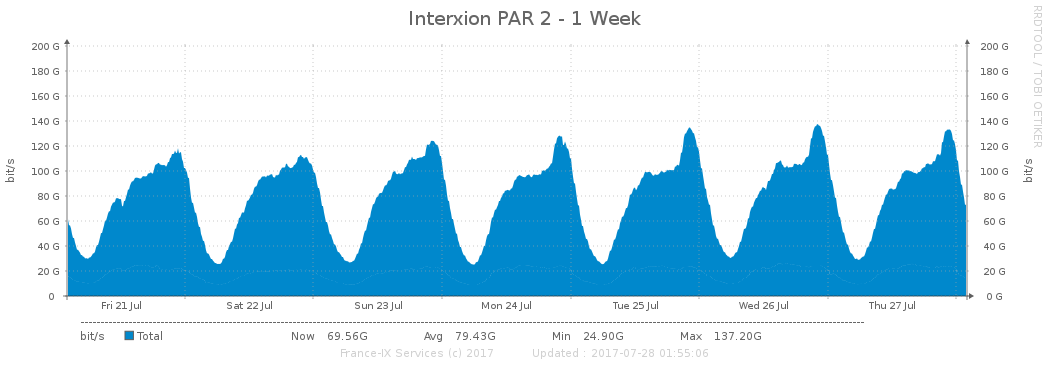 Interxion PAR 2 - 1 Week
RRDTOOL / TOBI OETIKER
200 G 200 G
180 G 180 G
160 G 160 G
140 G 140 G
120 G 120 G
100 G 100 G
80 G 80 G
60 G 60 G
40 G 40 G
20 G 20 G
0 0 G
bit/s bit/s
Fri 21 Jul Sat 22 Jul Sun 23 Jul Mon 24 Jul Tue 25 Jul Wed 26 Jul Thu 27 Jul
bit/s Total Now 69.56G Avg 79.43G Min 24.90G Max 137.20G
France-IX Services (c) 2017 Updated : 2017-07-28 01:55:06